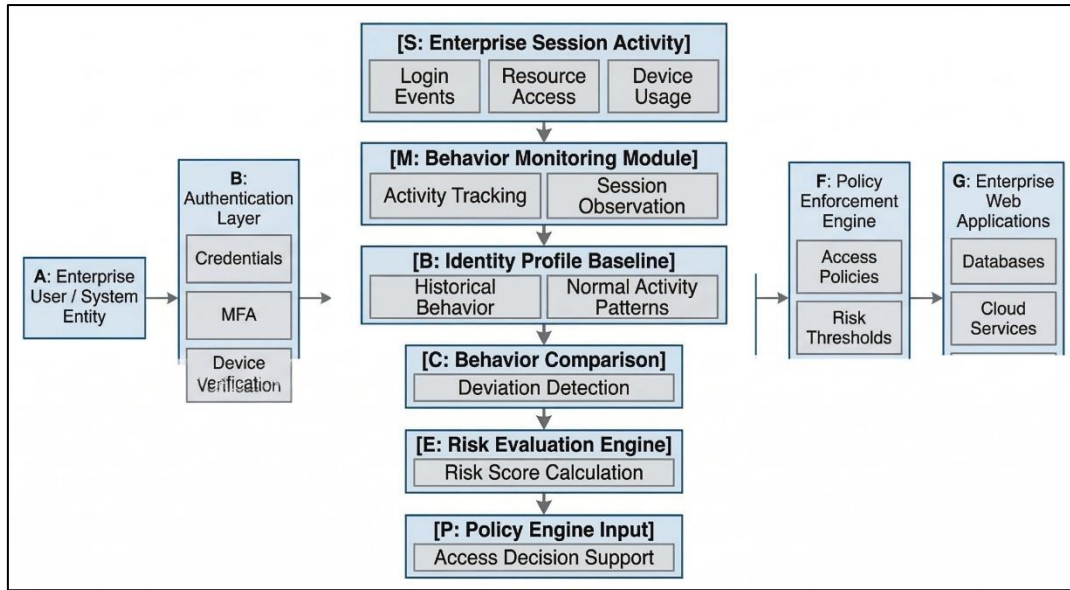 [S: Enterprise Session Activity]
Login
Events
Resource
Access
Device
Usage
[M: Behavior Monitoring Module]
Activity Tracking
Session
Observation
[B: Identity Profile Baseline]
Historical
Behavior
Normal Activity
Patterns
[C: Behavior Comparison]
Deviation Detection
[E: Risk Evaluation Engine]
Risk Score Calculation
[P: Policy Engine Input]
Access Decision Support
A: Enterprise
User / System
Entity
B:
Authentication
Layer
Credentials
MFA
Device
Verification
F: Policy
Enforcement
Engine
Access
Policies
Risk
Thresholds
G: Enterprise
Web
Applications
Databases
Cloud
Services